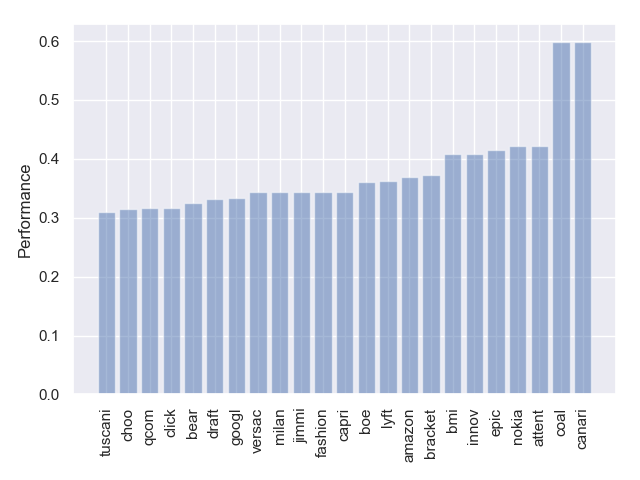 Performance
0.6
0.5
0.4
0.3
0.2
0.1
0.0
tuscani
choo
qcom
click
bear
draft
googl
versac
milan
jimmi
fashion
capri
boe
lyft
amazon
bracket
bmi
innov
epic
nokia
attent
coal
canari